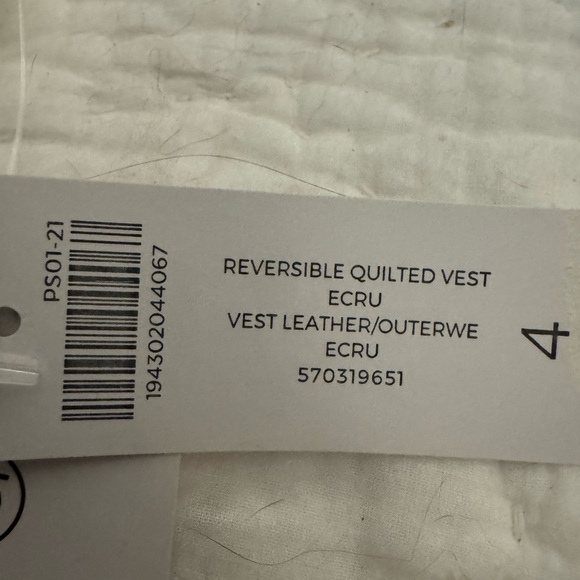 PS01-21
194302044067
REVERSIBLE QUILTED VEST
ECRU
VEST LEATHER/OUTERWE
ECRU
570319651
4